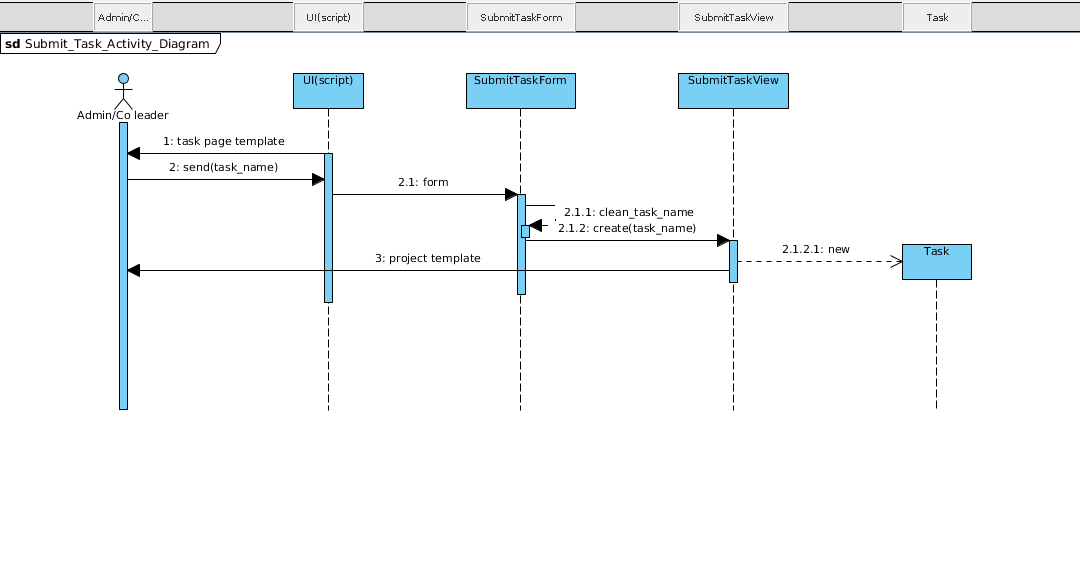 Admin/C...
UI(script)
SubmitTaskForm
SubmitTaskView
Task
sd Submit_Task_Activity_Diagram
UI(script)
SubmitTaskForm
SubmitTaskView
Admin/Co leader
1: task page template
2: send(task_name)
2.1: form
2.1.1: clean_task_name
2.1.2: create(task_name)
2.1.2.1: new
Task
3: project template